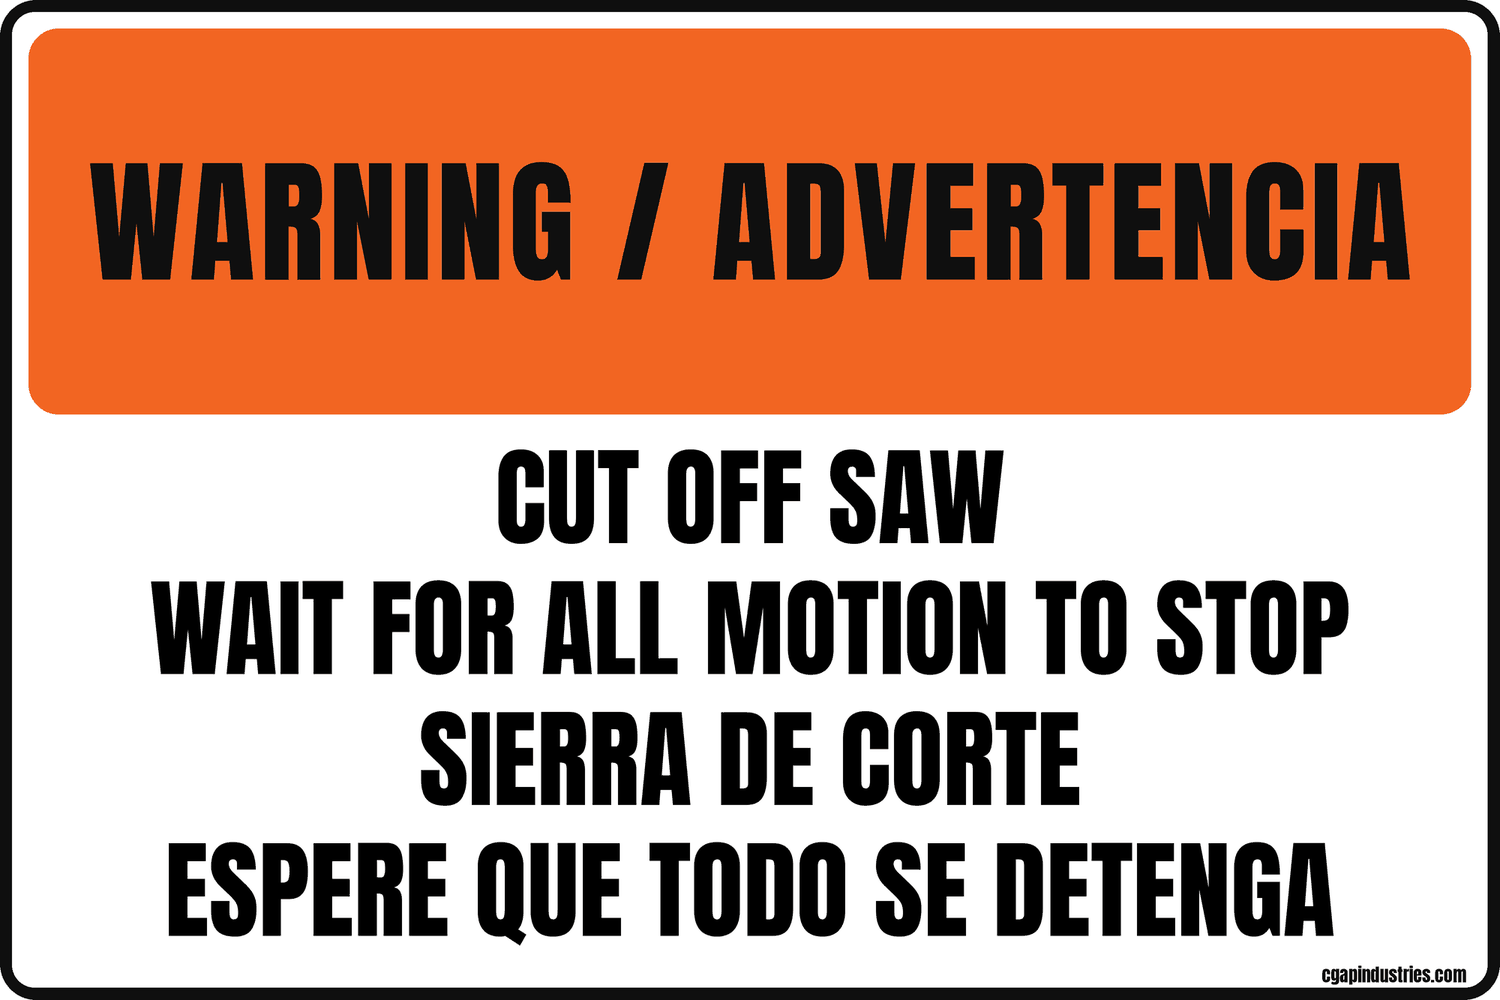 WARNING / ADVERTENCIA
CUT OFF SAW
WAIT FOR ALL MOTION TO STOP
SIERRA DE CORTE
ESPERE QUE TODO SE DETENGA
cgapindustries.com